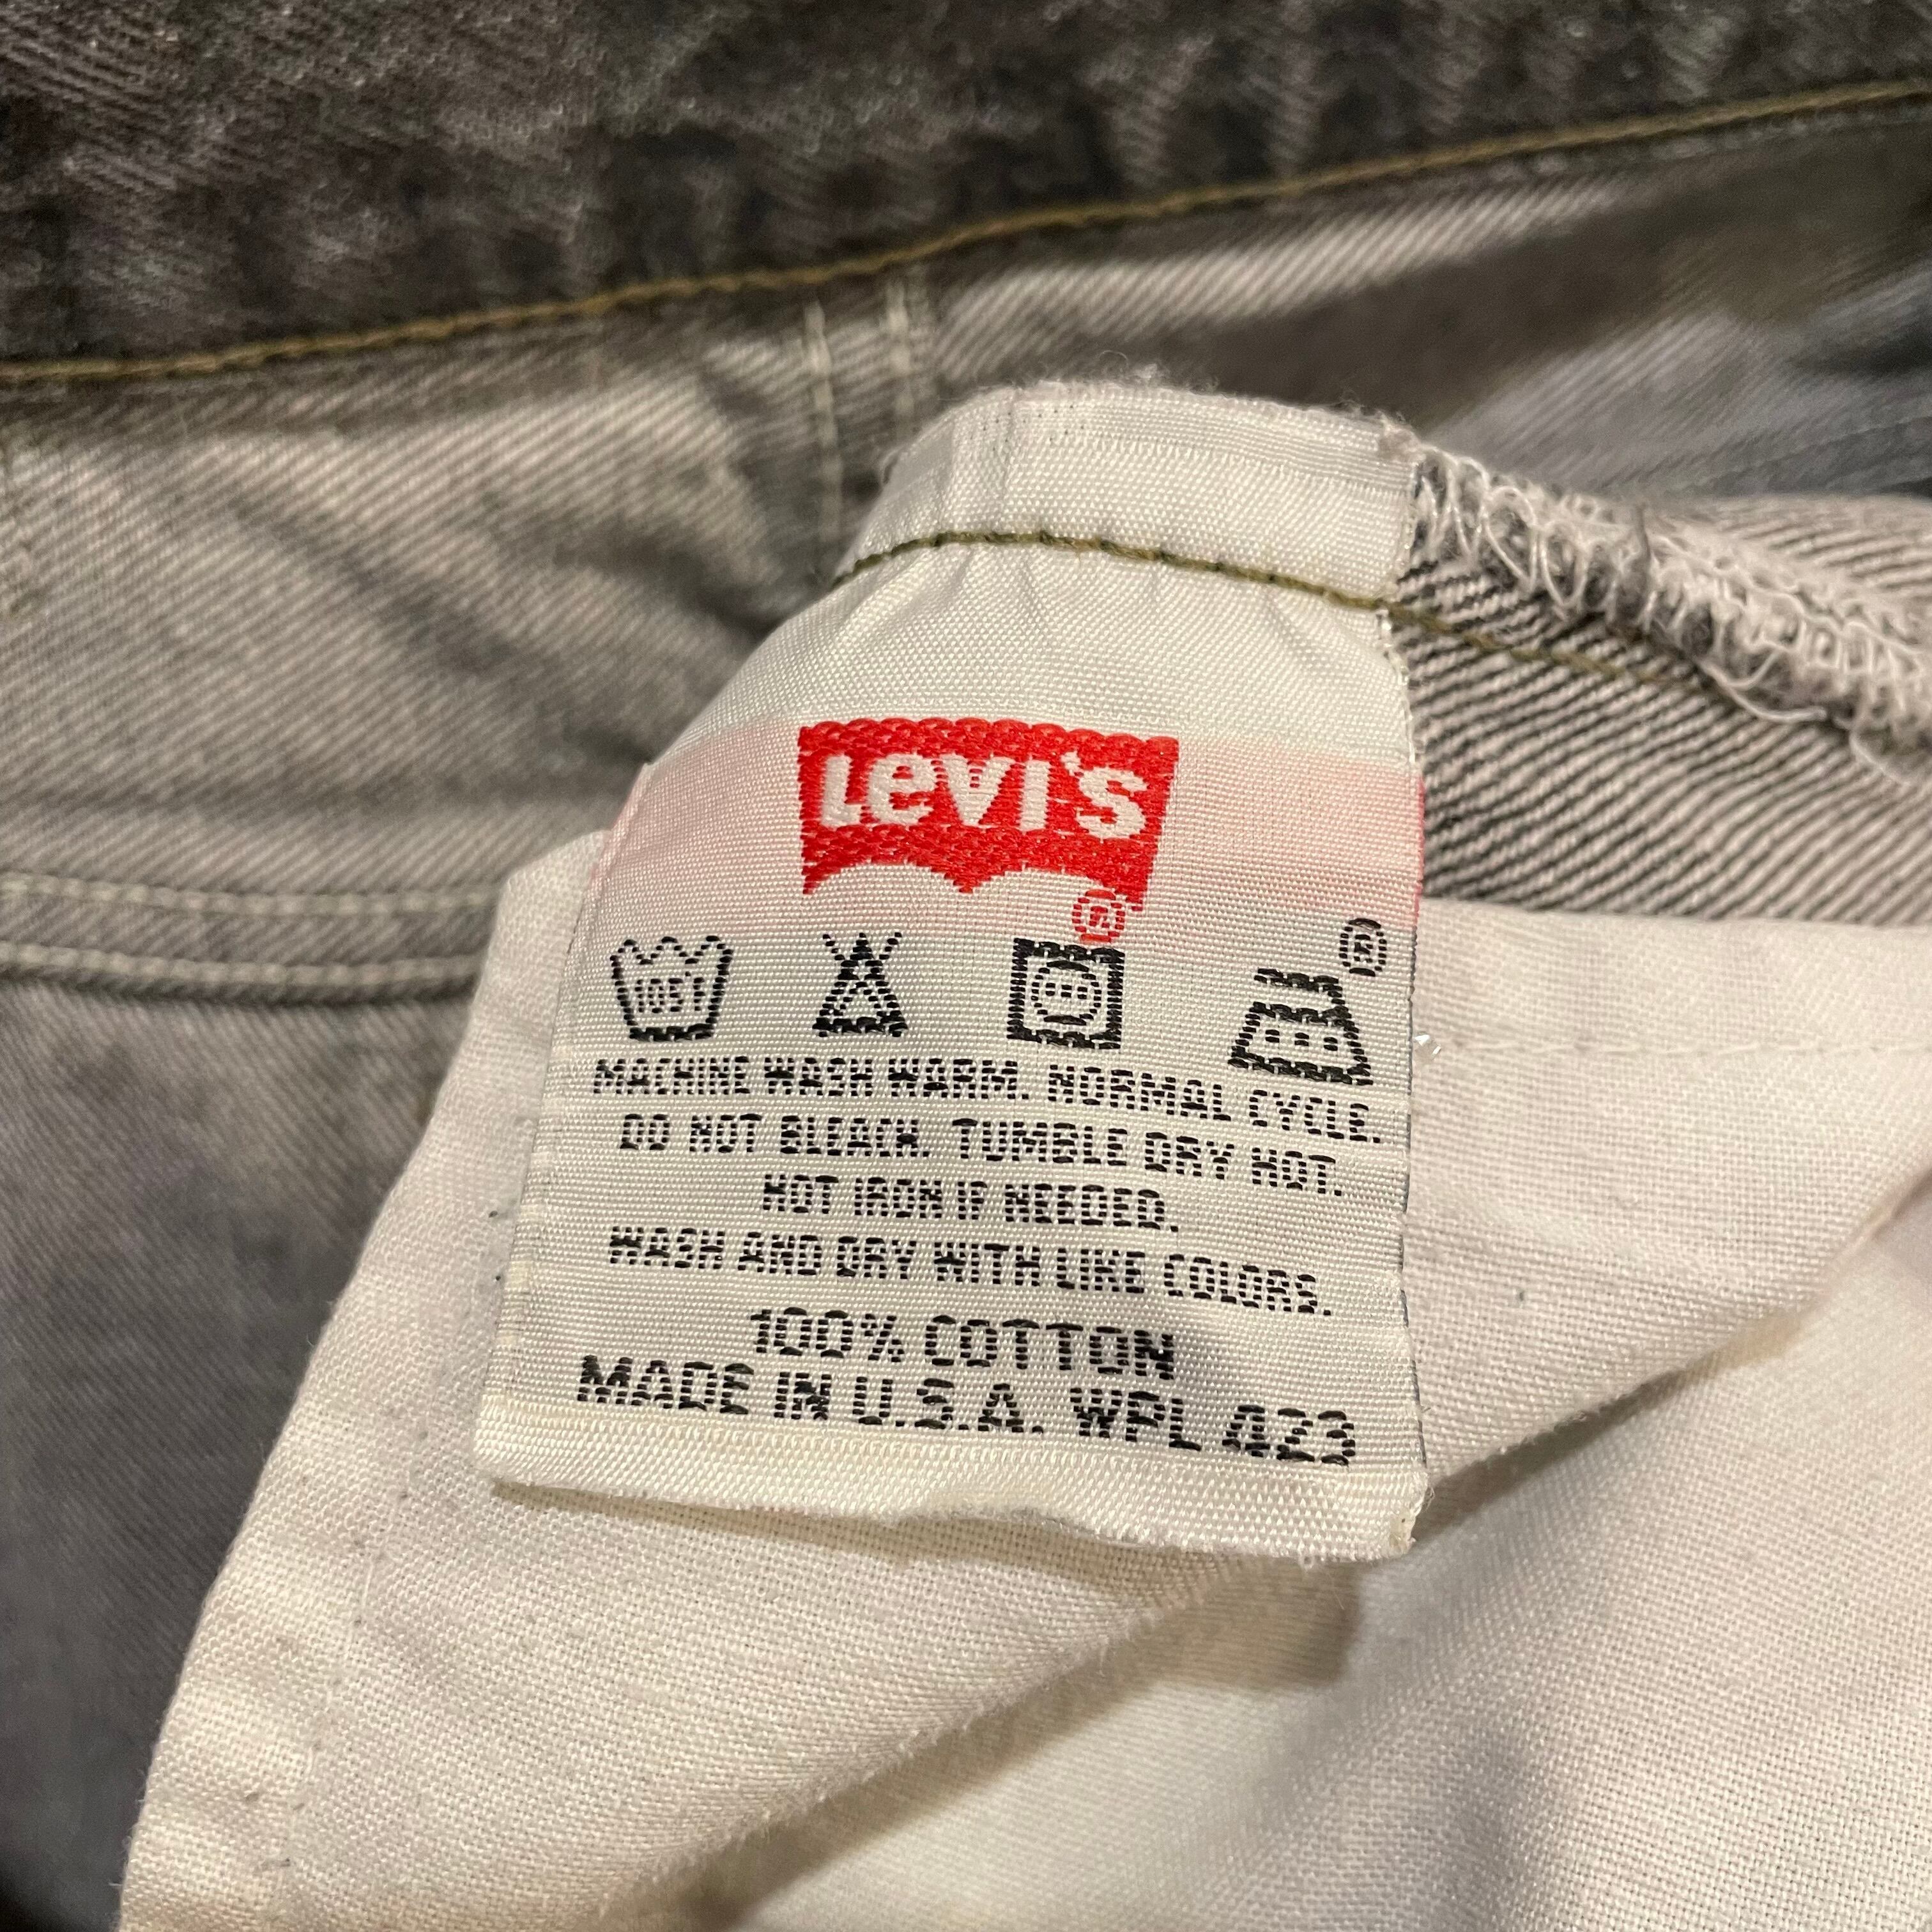 Levi's
®
®
105°F
MACHINE WASH WARM. NORMAL CYCLE.
DO NOT BLEACH. TUMBLE DRY HOT.
HOT IRON IF NEEDED.
WASH AND DRY WITH LIKE COLORS.
100% COTTON
MADE IN U.S.A. WPL 423